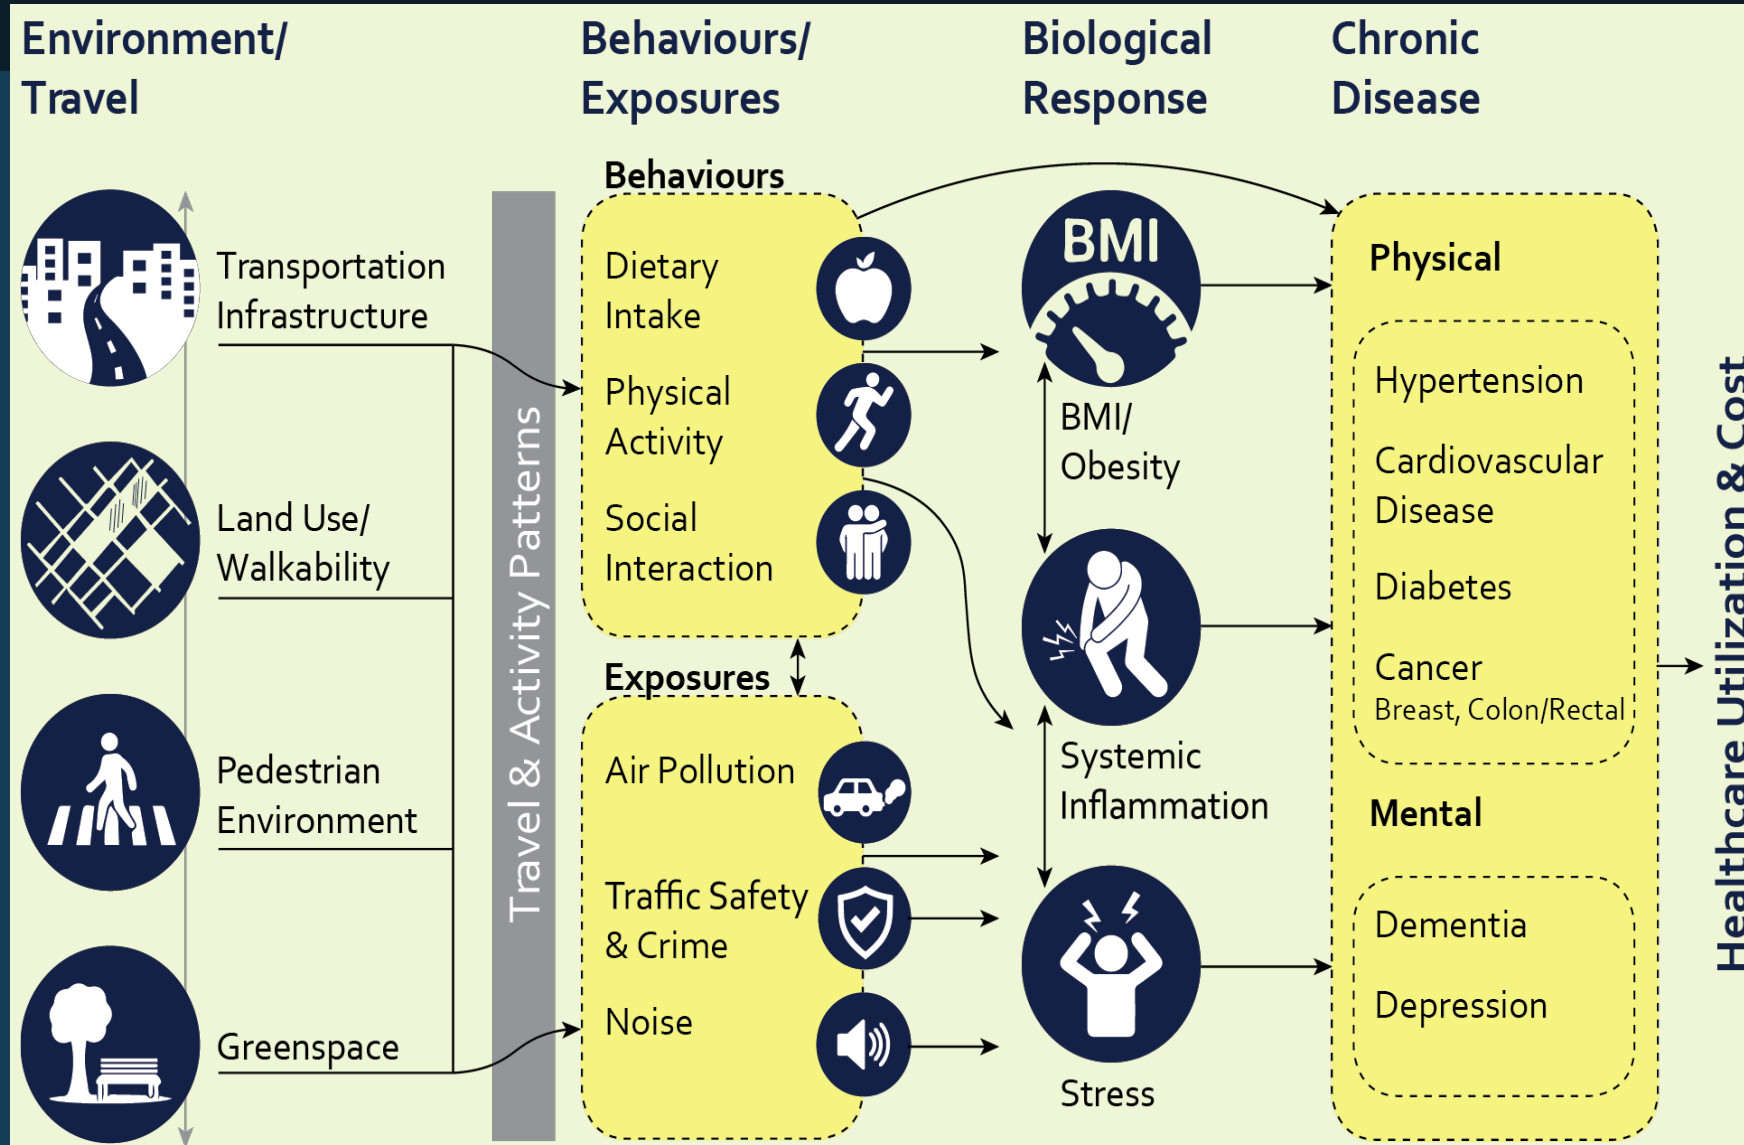 Environment/
Travel
Behaviours/
Exposures
Biological
Response
Chronic
Disease
Transportation
Infrastructure
Land Use/
Walkability
Pedestrian
Environment
Greenspace
Travel & Activity Patterns
Behaviours
Dietary
Intake
Physical
Activity
Social
Interaction
Exposures
Air Pollution
Traffic Safety
& Crime
Noise
BMI
BMI/
Obesity
Systemic
Inflammation
Stress
Physical
Hypertension
Cardiovascular
Disease
Diabetes
Cancer
Breast, Colon/Rectal
Mental
Dementia
Depression
Healthcare Utilization & Cost